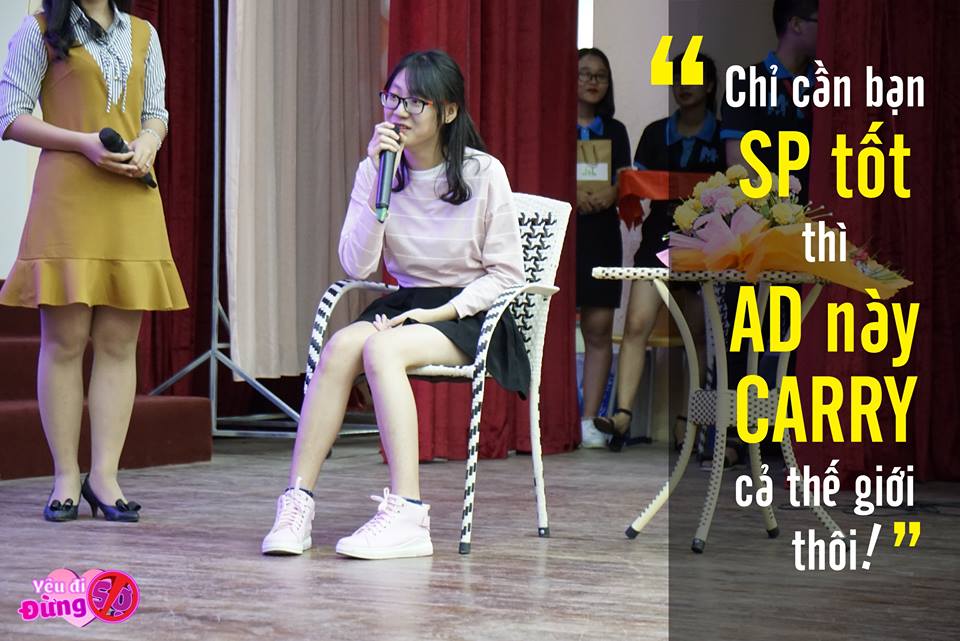 “ Chỉ cần bạn
SP tốt
thì
AD này
CARRY
cả thế giới
thôi! ”
Yêu đi
Đừng Sợ